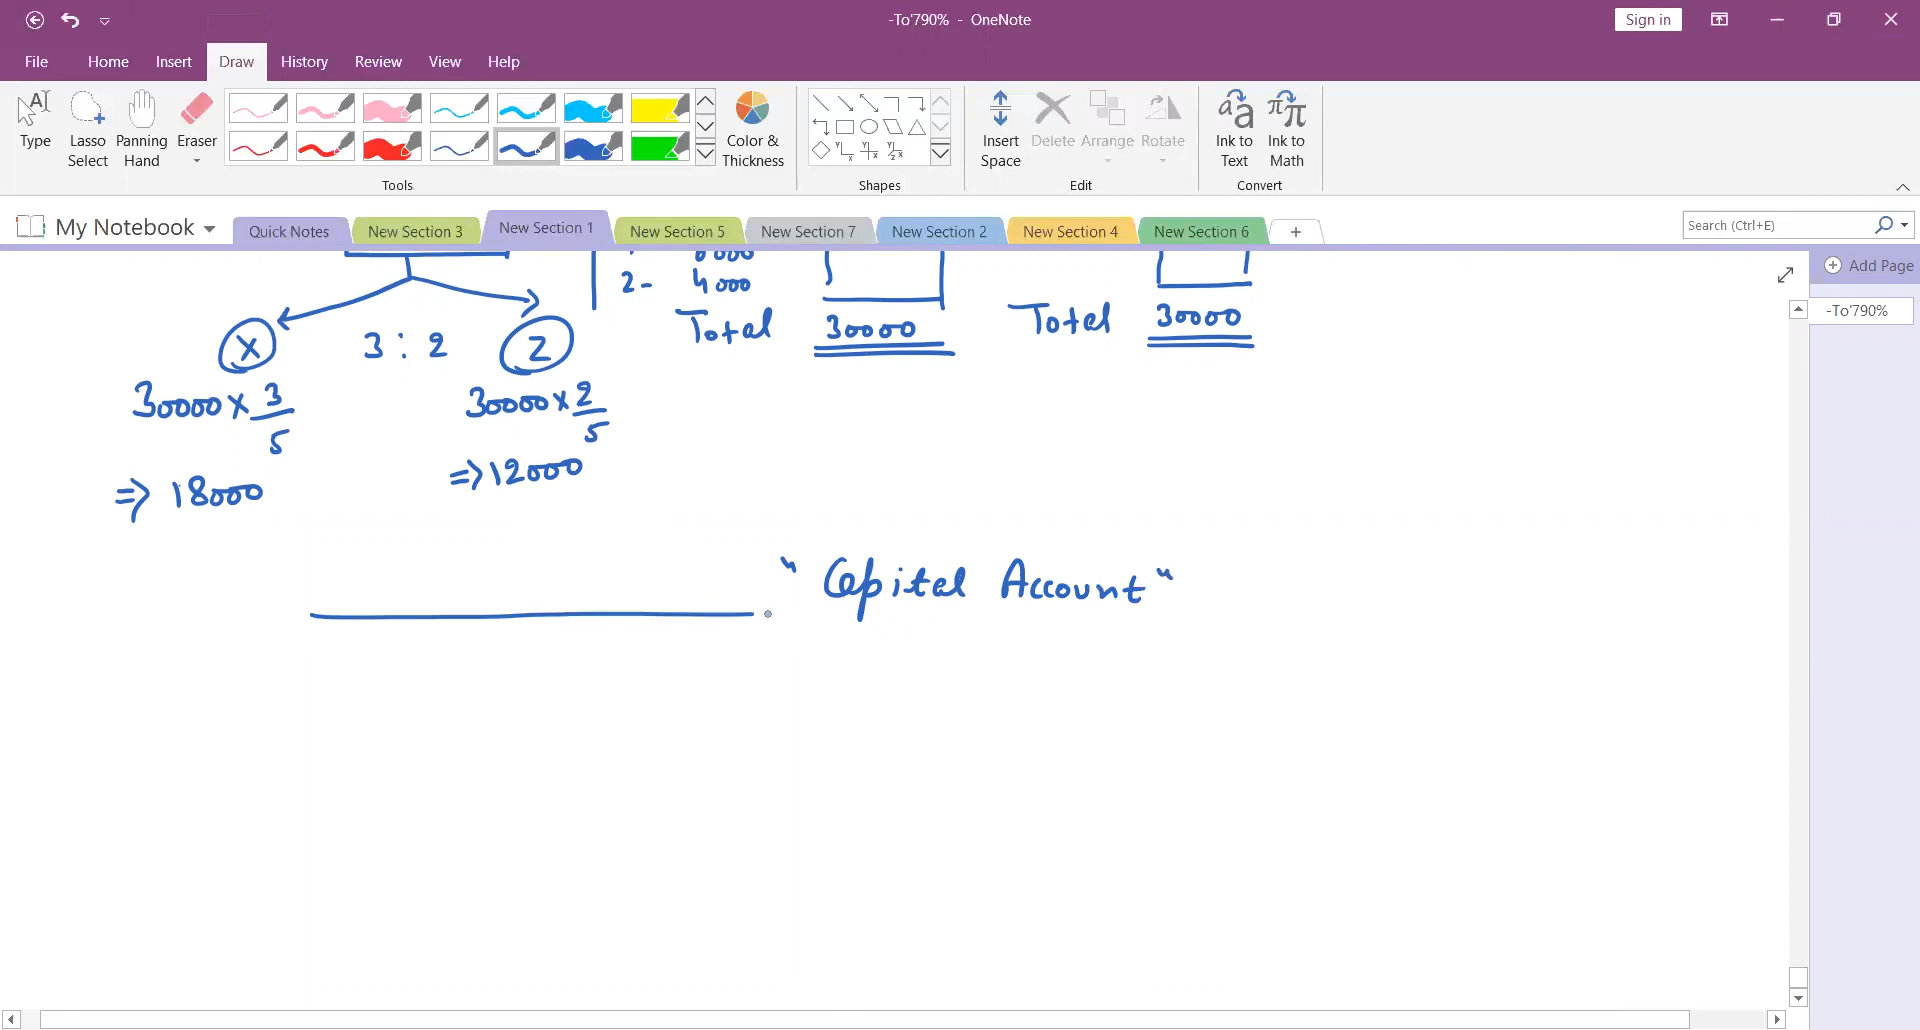 -To'790% - OneNote
Sign in
File Home Insert Draw History Review View Help
Type
Lasso Select
Panning Hand
Eraser
Color & Thickness
Insert Space
Delete
Arrange
Rotate
Ink to Text
Ink to Math
Tools
Shapes
Edit
Convert
My Notebook
Quick Notes
New Section 3
New Section 1
New Section 5
New Section 7
New Section 2
New Section 4
New Section 6
Search (Ctrl+E)
Add Page
-To'790%
2- 4000
Total 30000
Total 30000
X 3 : 2 Z
30000 x 3/5
30000 x 2/5
=> 18000
=> 12000
"Capital Account"